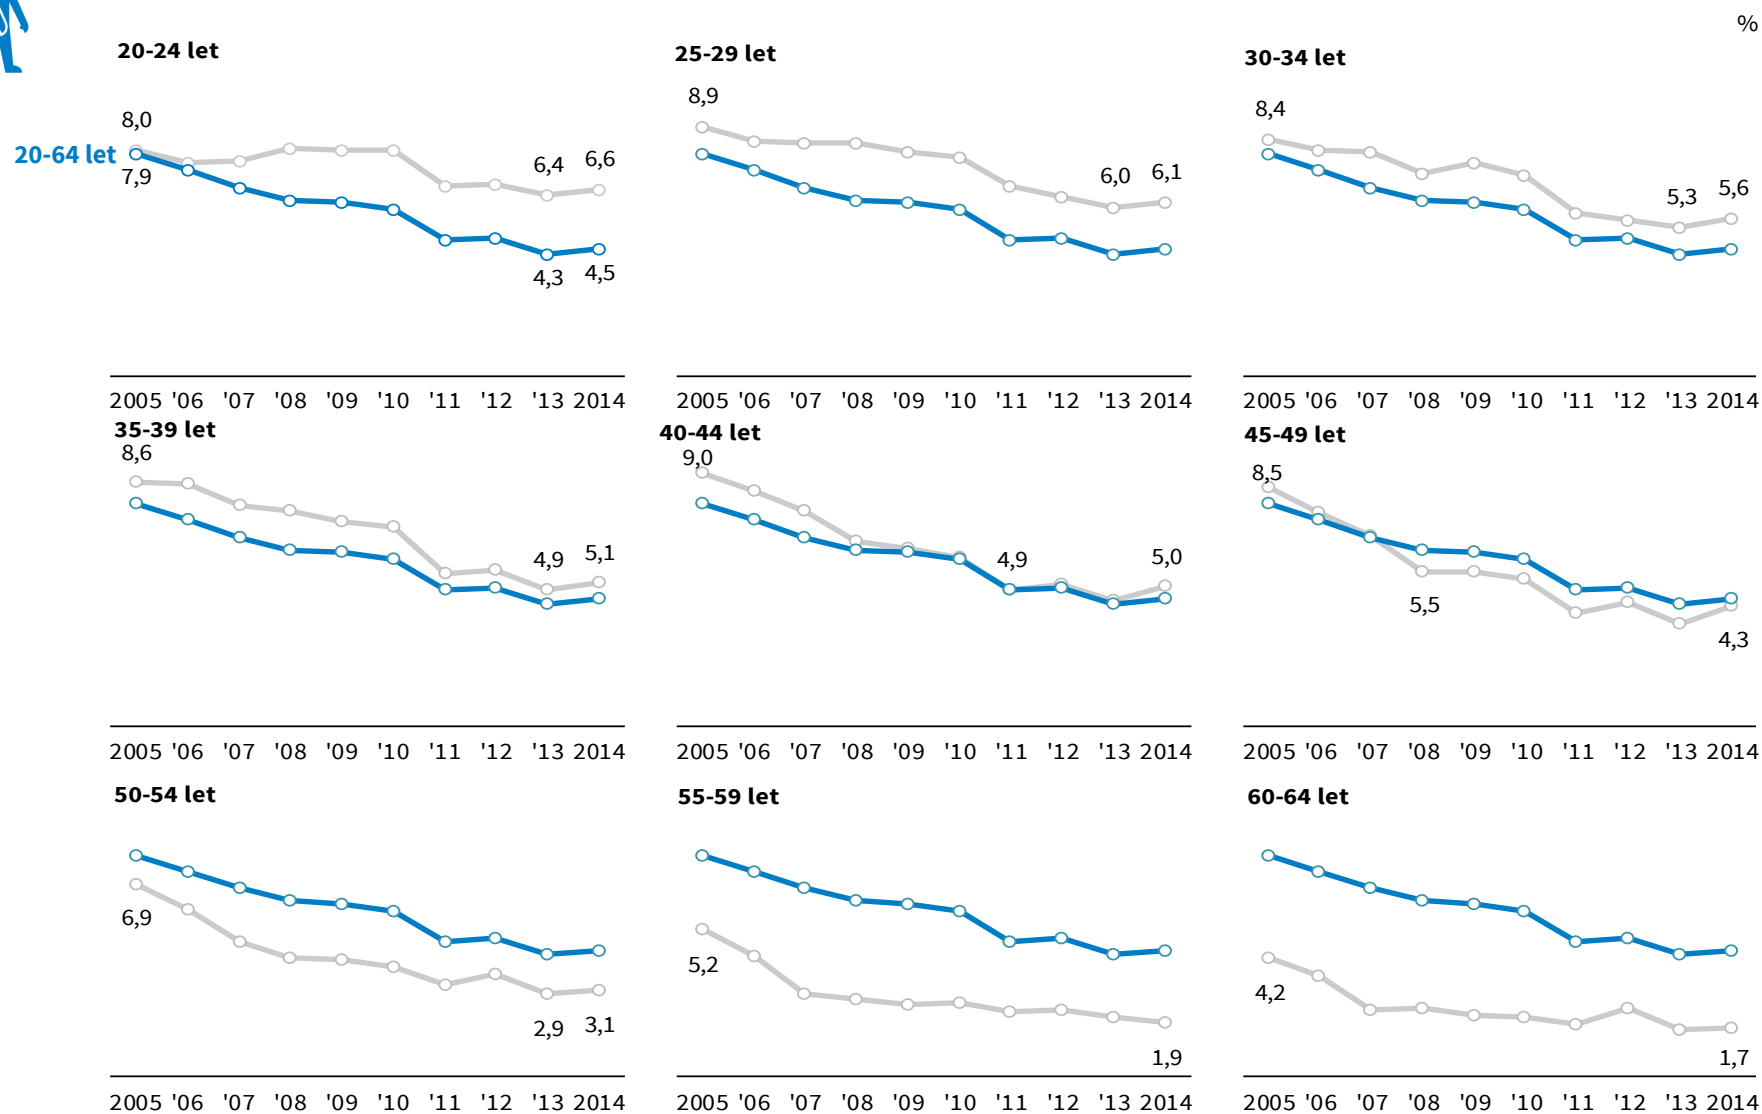 %
20-24 let
25-29 let
30-34 let
8,0
20-64 let
7,9
6,4 6,6
4,3 4,5
8,9
6,0 6,1
8,4
5,3 5,6
2005 '06 '07 '08 '09 '10 '11 '12 '13 2014
2005 '06 '07 '08 '09 '10 '11 '12 '13 2014
2005 '06 '07 '08 '09 '10 '11 '12 '13 2014
35-39 let
40-44 let
45-49 let
8,6
4,9 5,1
9,0
4,9
5,0
8,5
5,5
4,3
2005 '06 '07 '08 '09 '10 '11 '12 '13 2014
2005 '06 '07 '08 '09 '10 '11 '12 '13 2014
2005 '06 '07 '08 '09 '10 '11 '12 '13 2014
50-54 let
55-59 let
60-64 let
6,9
2,9 3,1
5,2
1,9
4,2
1,7
2005 '06 '07 '08 '09 '10 '11 '12 '13 2014
2005 '06 '07 '08 '09 '10 '11 '12 '13 2014
2005 '06 '07 '08 '09 '10 '11 '12 '13 2014